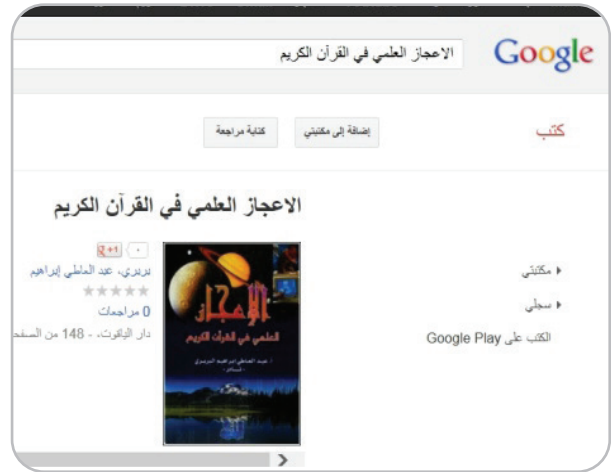 Google
الاعجاز العلمي في القرآن الكريم
كتب
إضافة إلى مكتبتي
كتابة مراجعة
الاعجاز العلمي في القرآن الكريم
+1
بربري، عبد العاطي إبراهيم
0 مراجعات
دار الياقوت، - 148 من الصفحات
الإعجاز
العلمي في القرآن الكريم
مكتبتي
سجلي
الكتب على Google Play